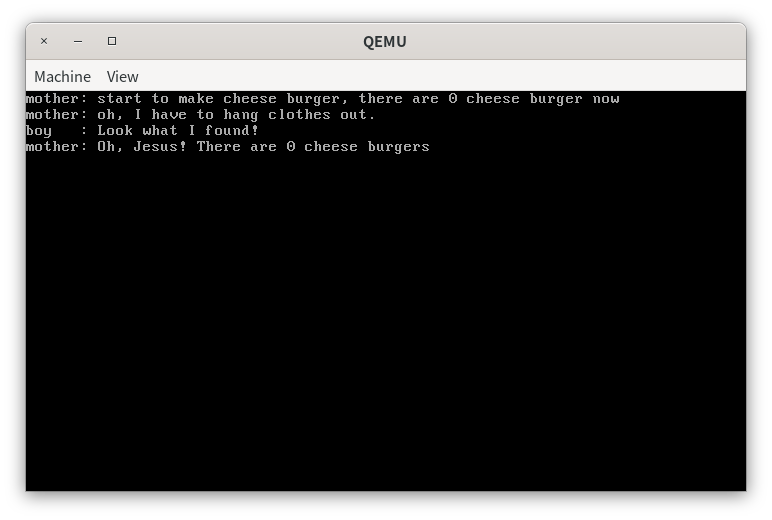 QEMU
Machine View
mother: start to make cheese burger, there are 0 cheese burger now
mother: oh, I have to hang clothes out.
boy   : Look what I found!
mother: Oh, Jesus! There are 0 cheese burgers